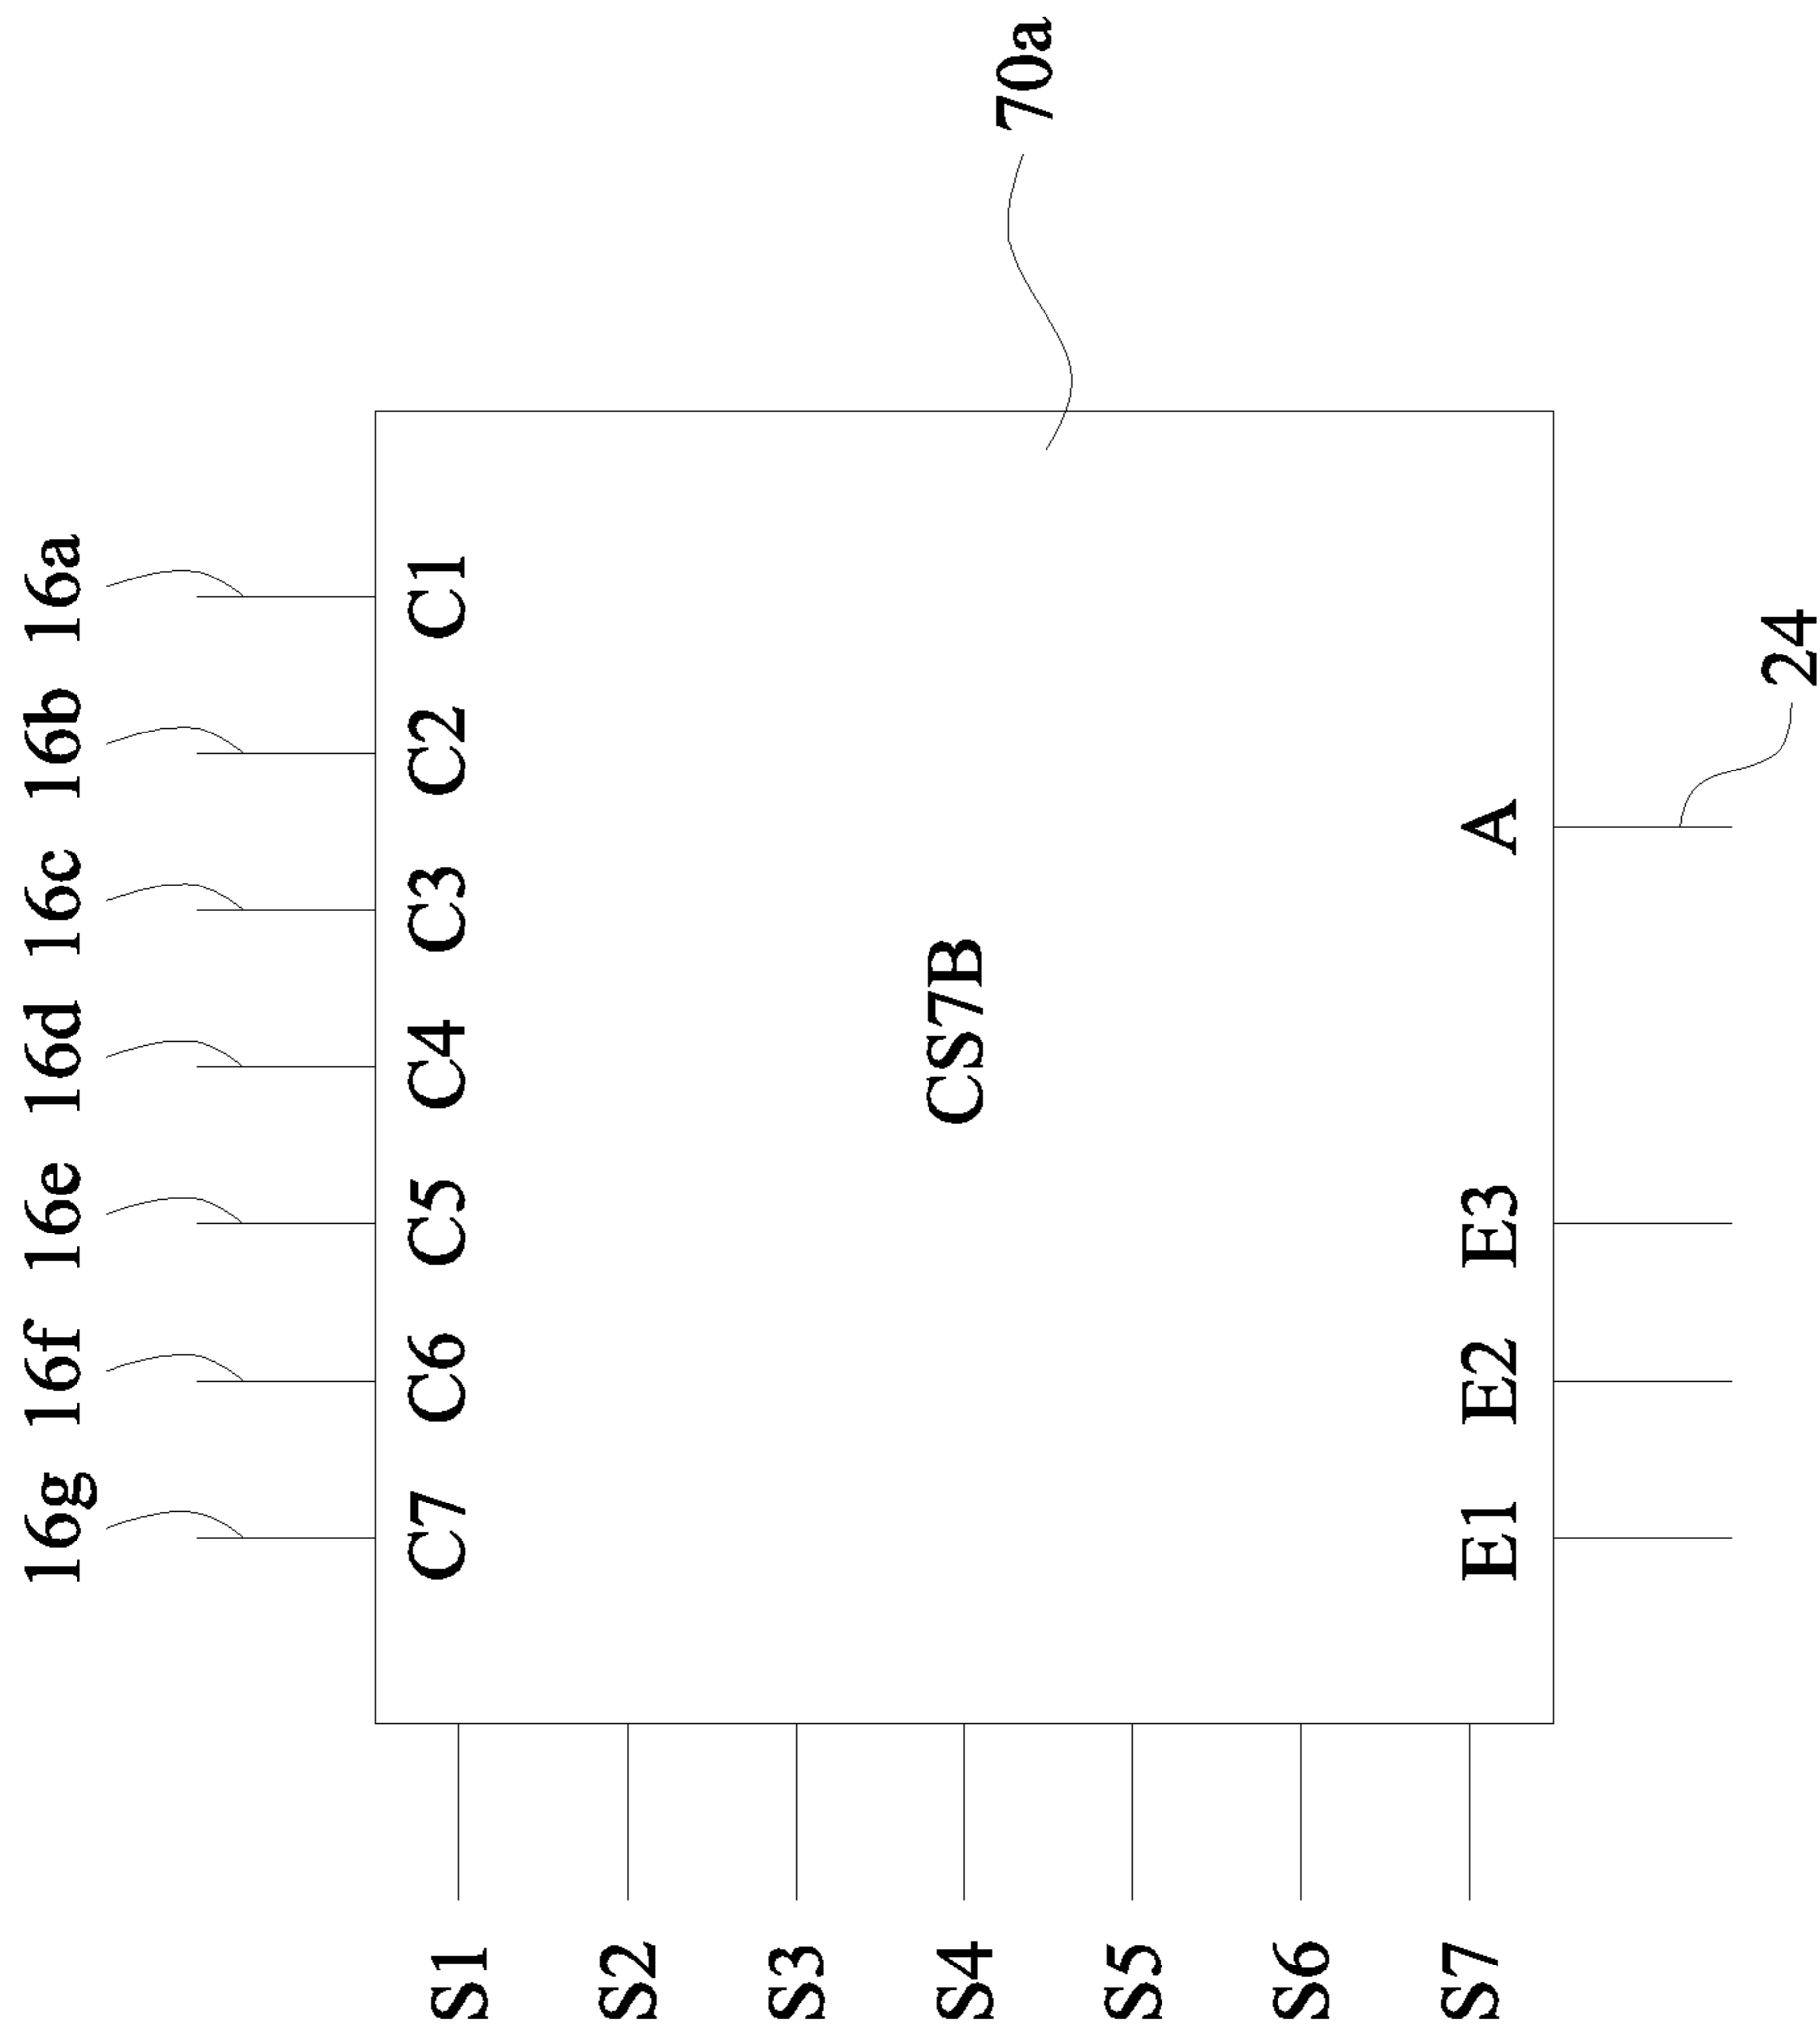 16g 16f 16e 16d 16c 16b 16a
S1 C7 C6 C5 C4 C3 C2 C1
S2
S3
S4 CS7B
70a
S5
S6
S7 E1 E2 E3 A
24